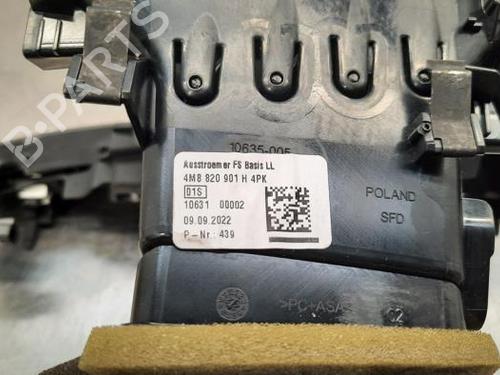 10635-005
Ausstroemer FS Basis LL
4M8 820 901 H 4PK
01S
10631 00002
09.09.2022
P-Nr.: 439
POLAND
SFD
>PC+ASA
C2